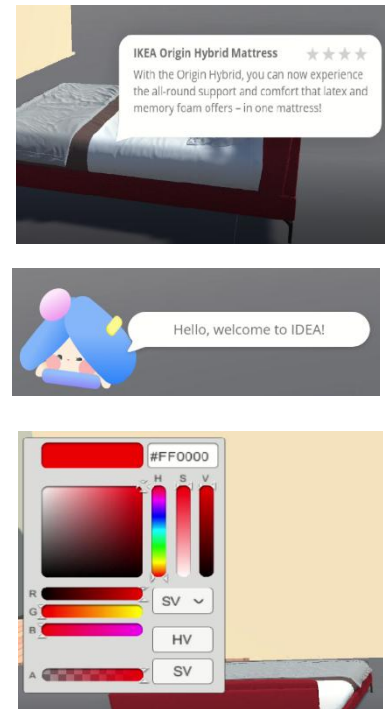 IKEA Origin Hybrid Mattress
With the Origin Hybrid, you can now experience
the all-round support and comfort that latex and
memory foam offers – in one mattress!
Hello, welcome to IDEA!
#FF0000
H S V
R
G
B
SV
HV
A
SV